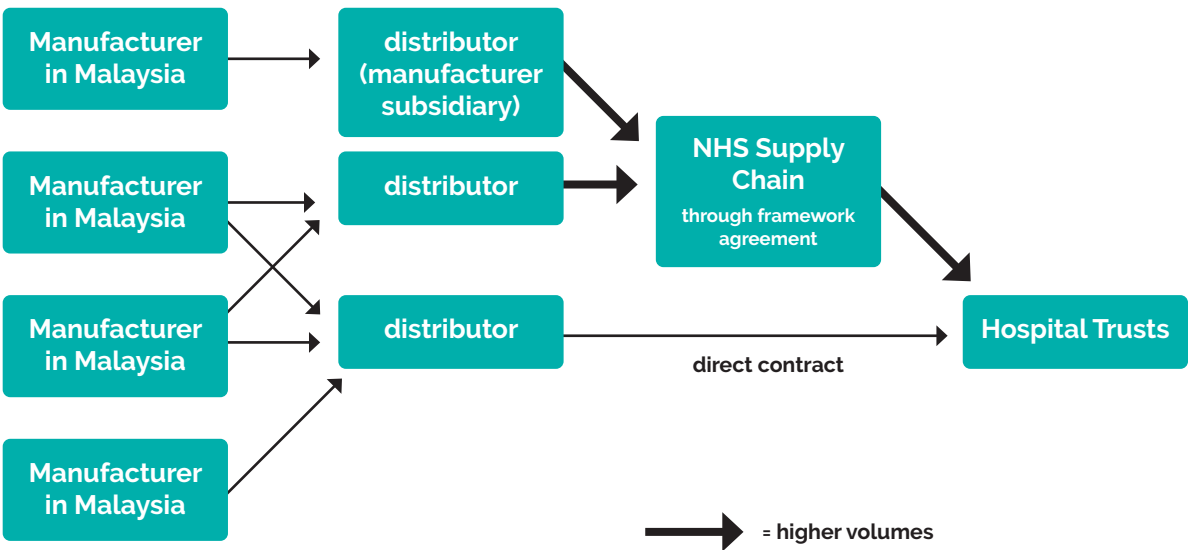 Manufacturer
in Malaysia
distributor
(manufacturer
subsidiary)
Manufacturer
in Malaysia
distributor
NHS Supply
Chain
through framework
agreement
Manufacturer
in Malaysia
distributor
direct contract
Hospital Trusts
Manufacturer
in Malaysia
= higher volumes